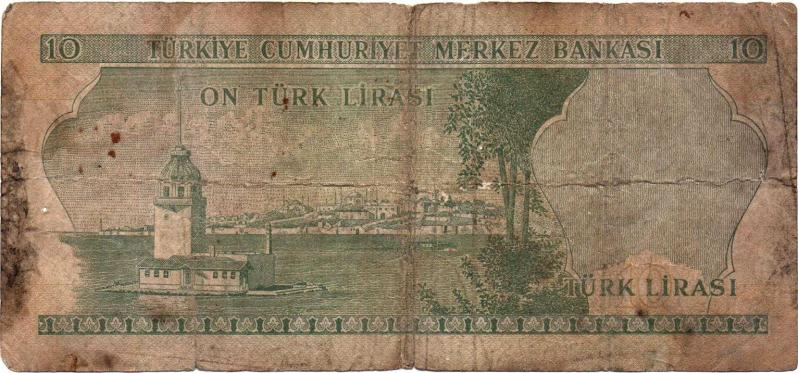 10 TÜRKİYE CUMHURİYET MERKEZ BANKASI 10
ON TÜRK LİRASI
TÜRK LİRASI